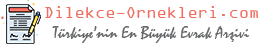 Dilekce-Ornekleri.com
Türkiye'nin En Büyük Evrak Arşivi